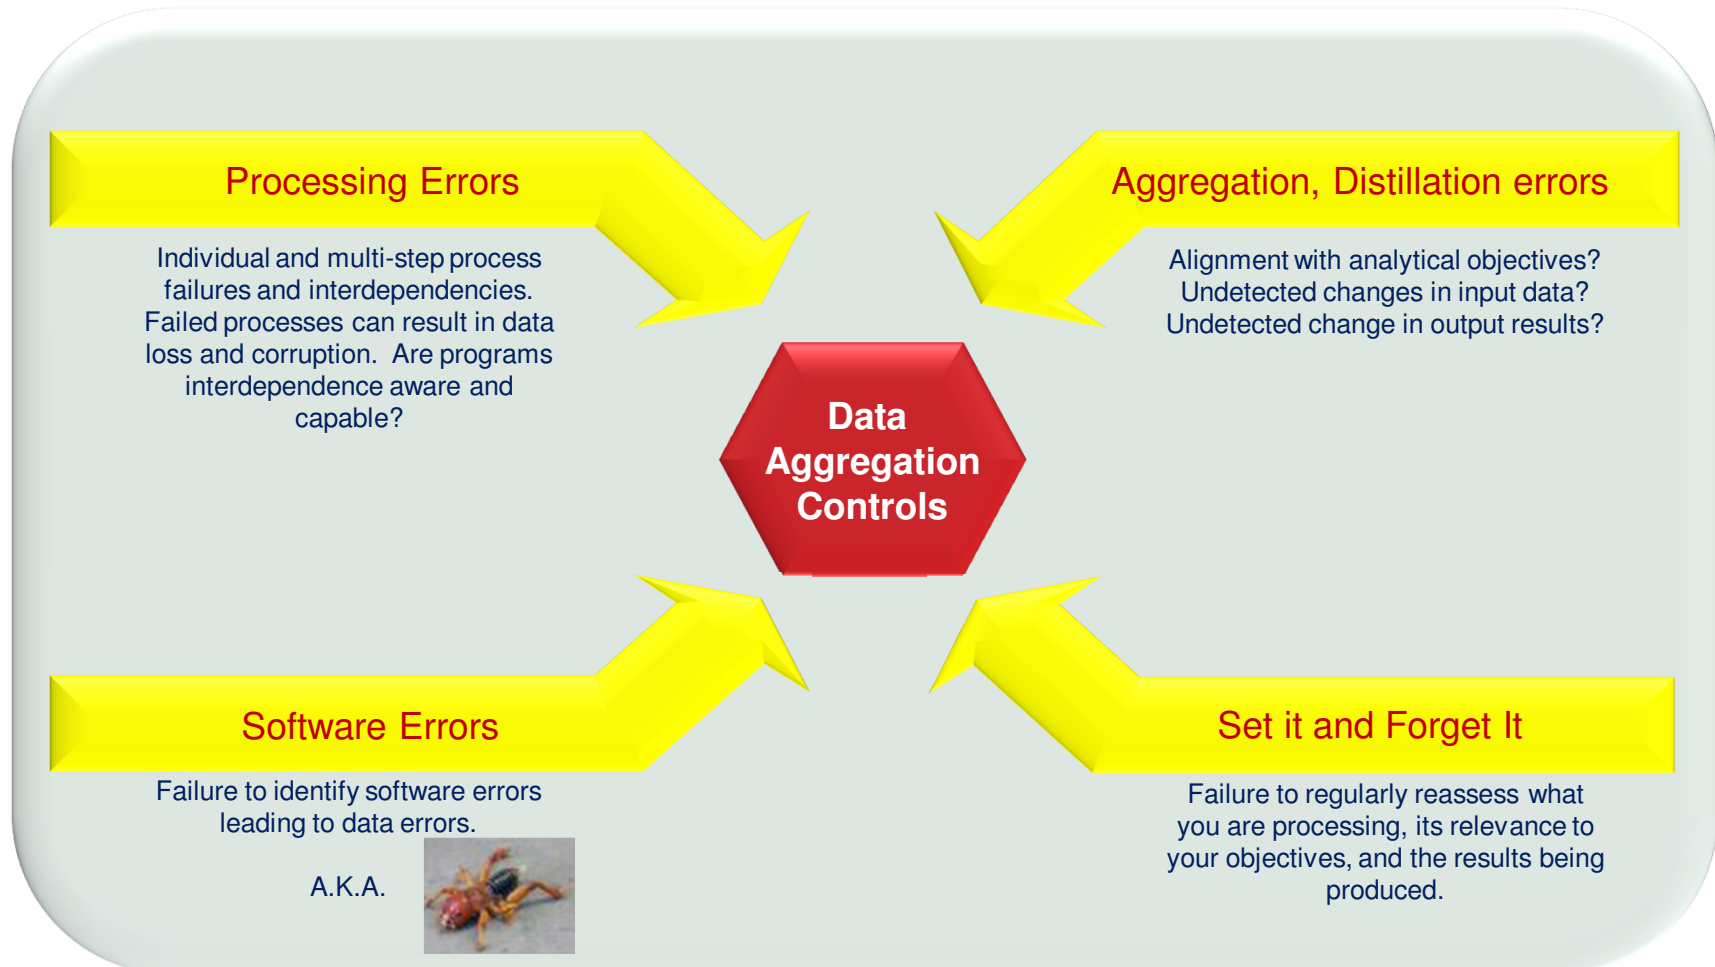 Processing Errors
Individual and multi-step process
failures and interdependencies.
Failed processes can result in data
loss and corruption.  Are programs
interdependence aware and
capable?
Aggregation, Distillation errors
Alignment with analytical objectives?
Undetected changes in input data?
Undetected change in output results?
Data
Aggregation
Controls
Software Errors
Failure to identify software errors
leading to data errors.
A.K.A.
Set it and Forget It
Failure to regularly reassess what
you are processing, its relevance to
your objectives, and the results being
produced.